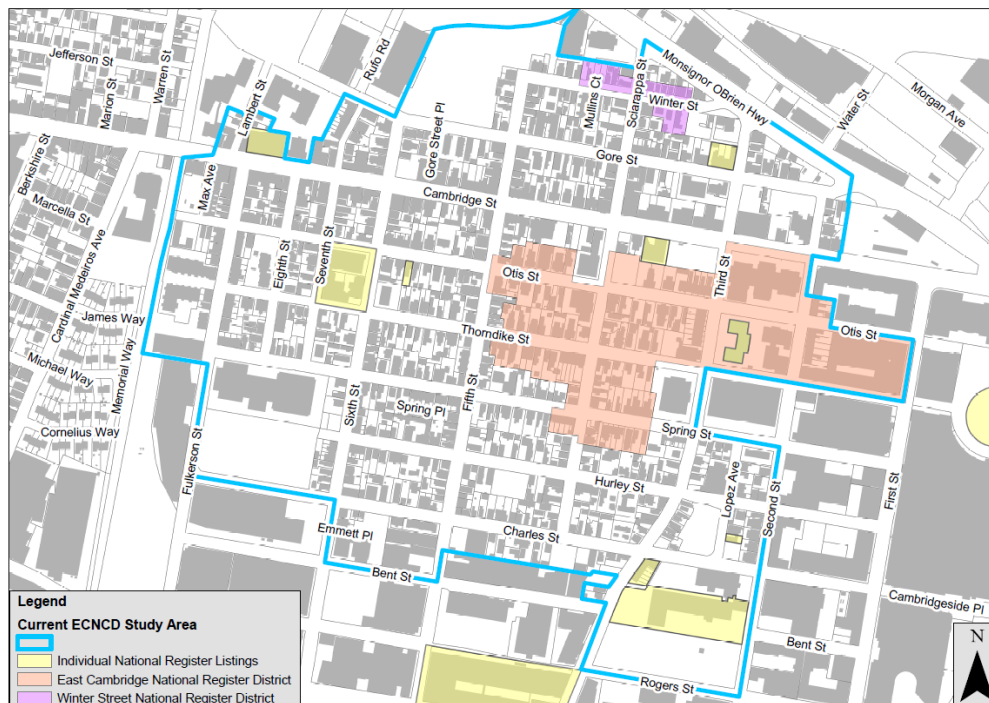 Jefferson St
Marion St
Warren St
Rufo Rd
Lambert St
Gore Street Pl
Mullins Ct
Sciarappa St
Monsignor OBrien Hwy
Winter St
Water St
Morgan Ave
Berkshire St
Gore St
Marcella St
Max Ave
Cambridge St
Cardinal Medeiros Ave
Eighth St
Seventh St
Otis St
Third St
James Way
Thorndike St
Otis St
Michael Way
Memorial Way
Sixth St
Spring Pl
Fifth St
Cornelius Way
Fulkerson St
Spring St
Hurley St
Lopez Ave
Second St
First St
Emmett Pl
Charles St
Bent St
Cambridgeside Pl
Bent St
Rogers St
N
Legend
Current ECNCD Study Area
Individual National Register Listings
East Cambridge National Register District
Winter Street National Register District